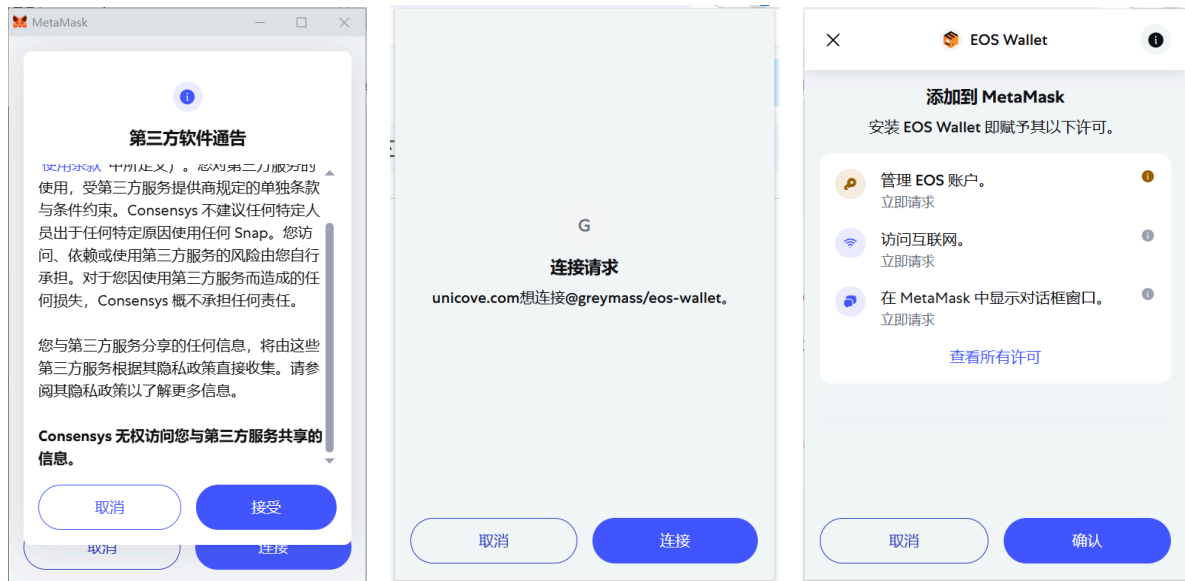 MetaMask
第三方软件通告
使用条款 中所定义）。您对第三方服务的
使用，受第三方服务提供商规定的单独条款
与条件约束。Consensys 不建议任何特定人
员出于任何特定原因使用任何 Snap。您访
问、依赖或使用第三方服务的风险由您自行
承担。对于您因使用第三方服务而造成的任
何损失，Consensys 概不承担任何责任。
您与第三方服务分享的任何信息，将由这些
第三方服务根据其隐私政策直接收集。请参
阅其隐私政策以了解更多信息。
Consensys 无权访问您与第三方服务共享的
信息。
取消
接受
取消
连接
G
连接请求
unicove.com想连接@greymass/eos-wallet。
取消
连接
EOS Wallet
添加到 MetaMask
安装 EOS Wallet 即赋予其以下许可。
管理 EOS 账户。
立即请求
访问互联网。
立即请求
在 MetaMask 中显示对话框窗口。
立即请求
查看所有许可
取消
确认